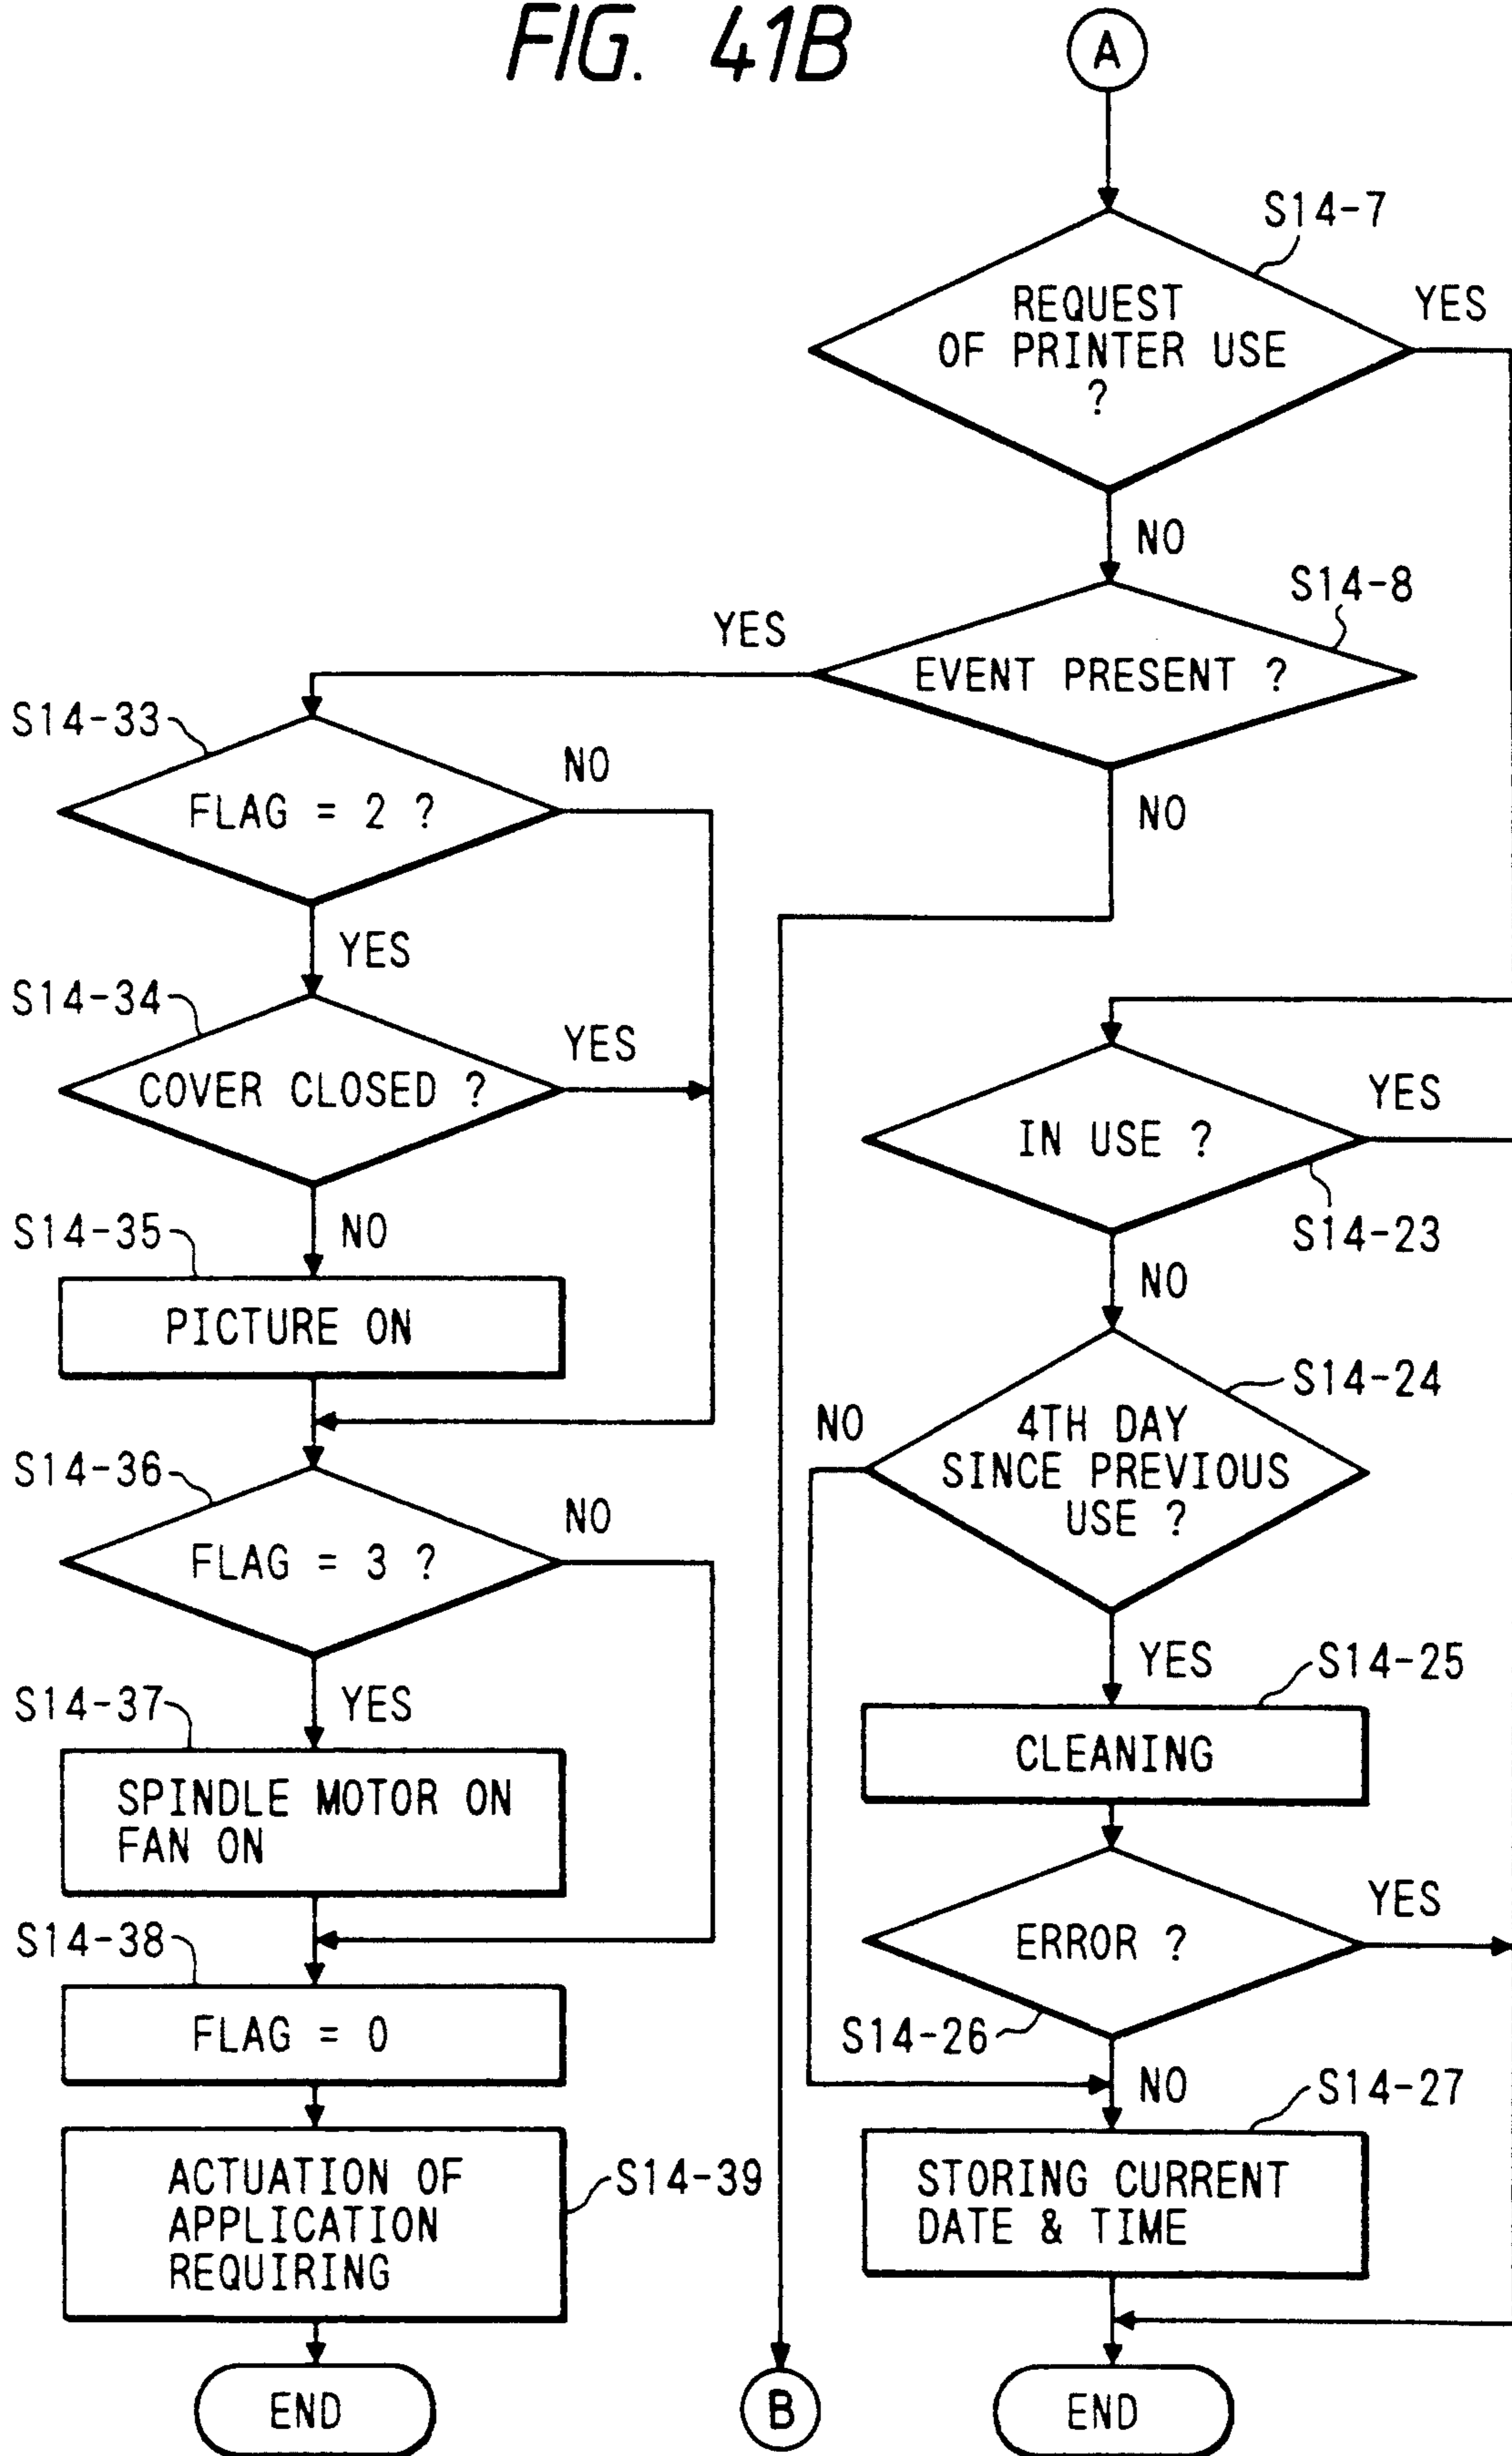 FIG. 41B
A
S14-7
REQUEST
OF PRINTER USE
?
YES
NO
S14-8
EVENT PRESENT ?
YES
NO
S14-33
FLAG = 2 ?
NO
YES
S14-34
COVER CLOSED ?
YES
NO
S14-35
PICTURE ON
S14-36
FLAG = 3 ?
NO
YES
S14-37
SPINDLE MOTOR ON
FAN ON
S14-38
FLAG = 0
ACTUATION OF
APPLICATION
REQUIRING
S14-39
END
B
IN USE ?
YES
S14-23
NO
S14-24
4TH DAY
SINCE PREVIOUS
USE ?
NO
YES
S14-25
CLEANING
ERROR ?
YES
S14-26
NO
S14-27
STORING CURRENT
DATE & TIME
END